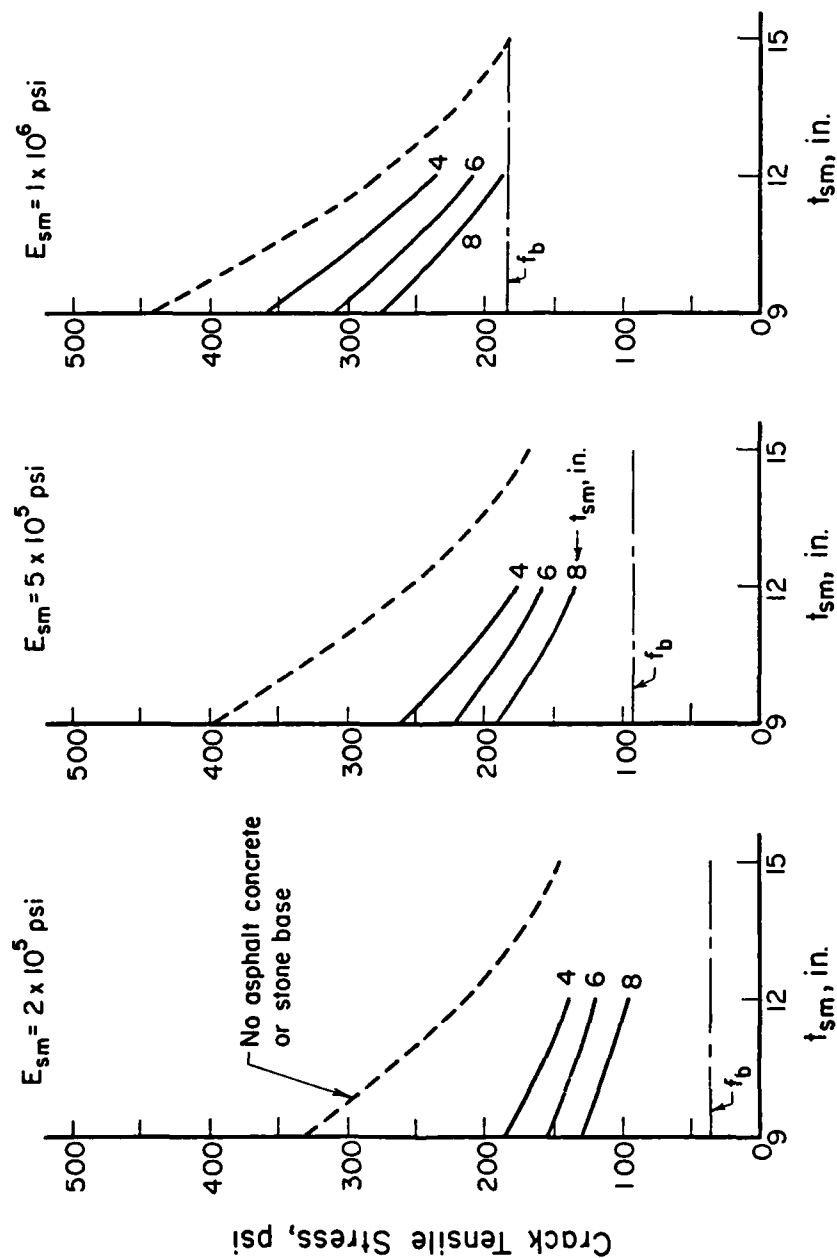 Crack Tensile Stress, psi
E_sm = 2 x 10^5 psi
500
400
300
200
100
0
No asphalt concrete
or stone base
4
6
8
f_b
9
12
15
t_sm, in.
E_sm = 5 x 10^5 psi
500
400
300
200
100
0
4
6
8
t_sm, in.
f_b
9
12
15
t_sm, in.
E_sm = 1 x 10^6 psi
500
400
300
200
100
0
4
6
8
f_b
9
12
15
t_sm, in.